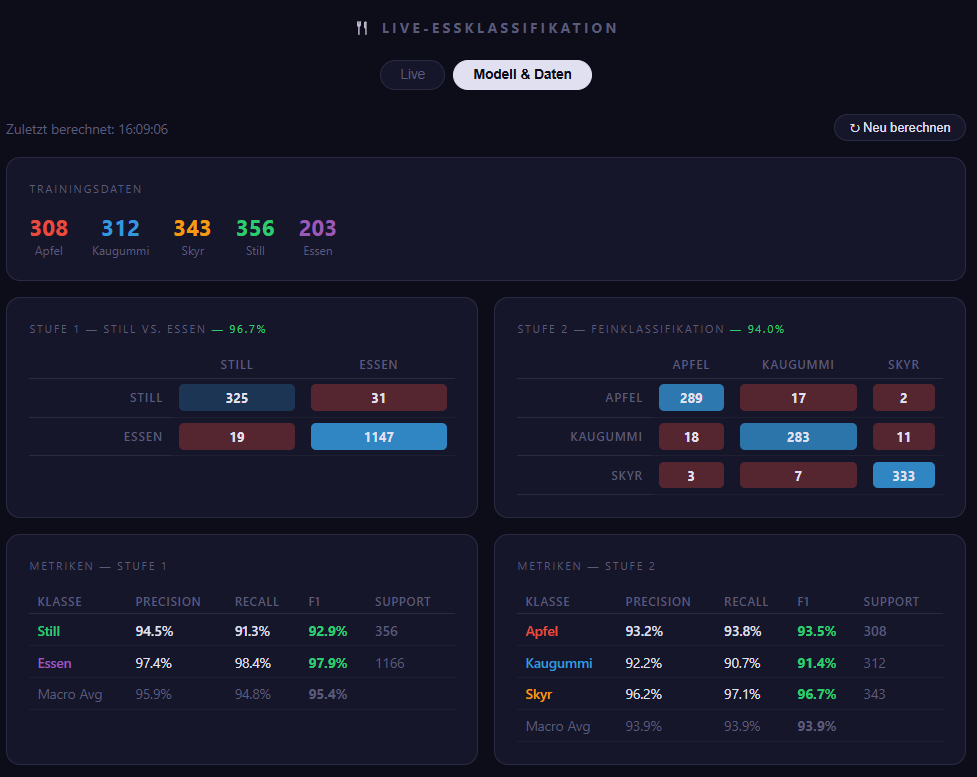 LIVE-ESSKLASSIFIKATION
Live Modell & Daten
Zuletzt berechnet: 16:09:06 ↻ Neu berechnen
TRAININGSDATEN
308 312 343 356 203
Apfel Kaugummi Skyr Still Essen
STUFE 1 — STILL VS. ESSEN — 96.7%
STILL ESSEN
STILL 325 31
ESSEN 19 1147
STUFE 2 — FEINKLASSIFIKATION — 94.0%
APFEL KAUGUMMI SKYR
APFEL 289 17 2
KAUGUMMI 18 283 11
SKYR 3 7 333
METRIKEN — STUFE 1
KLASSE PRECISION RECALL F1 SUPPORT
Still 94.5% 91.3% 92.9% 356
Essen 97.4% 98.4% 97.9% 1166
Macro Avg 95.9% 94.8% 95.4%
METRIKEN — STUFE 2
KLASSE PRECISION RECALL F1 SUPPORT
Apfel 93.2% 93.8% 93.5% 308
Kaugummi 92.2% 90.7% 91.4% 312
Skyr 96.2% 97.1% 96.7% 343
Macro Avg 93.9% 93.9% 93.9%